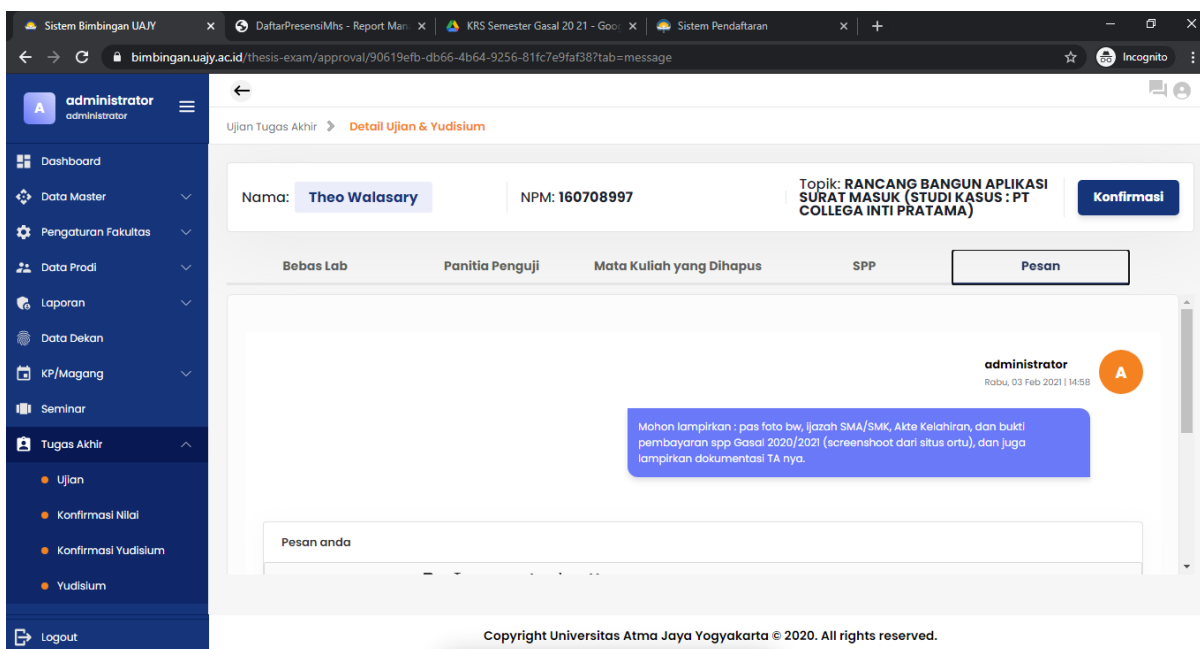 Sistem Bimbingan UAJY
DaftarPresensiMhs - Report Man
KRS Semester Gasal 20 21 - Goo
Sistem Pendaftaran
bimbingan.uajy.ac.id/thesis-exam/approval/90619efb-db66-4b64-9256-81fc7e9faf38?tab=message
Incognito
A
administrator
administrator
Dashboard
Data Master
Pengaturan Fakultas
Data Prodi
Laporan
Data Dekan
KP/Magang
Seminar
Tugas Akhir
Ujian
Konfirmasi Nilai
Konfirmasi Yudisium
Yudisium
Logout
Ujian Tugas Akhir
Detail Ujian & Yudisium
Nama: Theo Walasary
NPM: 160708997
Topik: RANCANG BANGUN APLIKASI
SURAT MASUK (STUDI KASUS : PT
COLLEGA INTI PRATAMA)
Konfirmasi
Bebas Lab
Panitia Penguji
Mata Kuliah yang Dihapus
SPP
Pesan
administrator
Rabu, 03 Feb 2021 | 14:58
A
Mohon lampirkan : pas foto bw, ijazah SMA/SMK, Akte Kelahiran, dan bukti
pembayaran spp Gasal 2020/2021 (screenshoot dari situs ortu), dan juga
lampirkan dokumentasi TA nya.
Pesan anda
Copyright Universitas Atma Jaya Yogyakarta © 2020. All rights reserved.